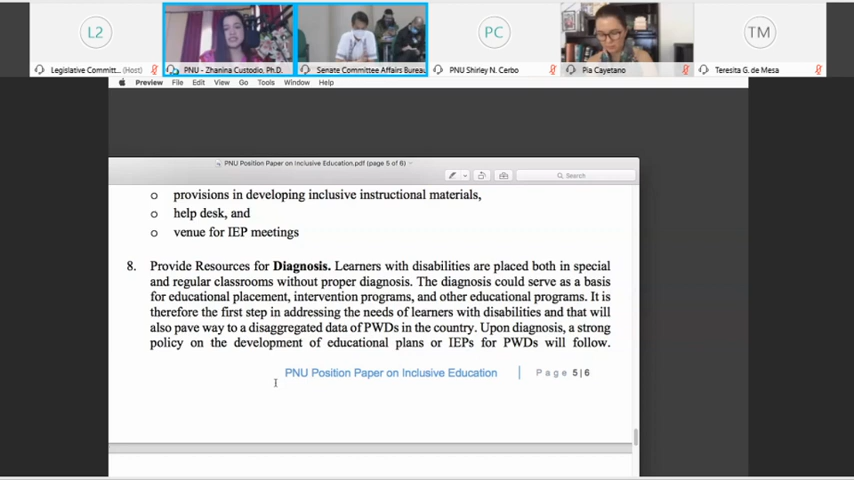 L2
PC
TM
Legislative Committ... (Host)
PNU - Zhanina Custodio, Ph.D.
Senate Committee Affairs Bureau
PNU Shirley N. Cerbo
Pia Cayetano
Teresita G. de Mesa
Preview File Edit View Go Tools Window Help
PNU Position Paper on Inclusive Education.pdf (page 5 of 6)
Search
o provisions in developing inclusive instructional materials,
o help desk, and
o venue for IEP meetings
8. Provide Resources for Diagnosis. Learners with disabilities are placed both in special
and regular classrooms without proper diagnosis. The diagnosis could serve as a basis
for educational placement, intervention programs, and other educational programs. It is
therefore the first step in addressing the needs of learners with disabilities and that will
also pave way to a disaggregated data of PWDs in the country. Upon diagnosis, a strong
policy on the development of educational plans or IEPs for PWDs will follow.
PNU Position Paper on Inclusive Education | Page 5|6